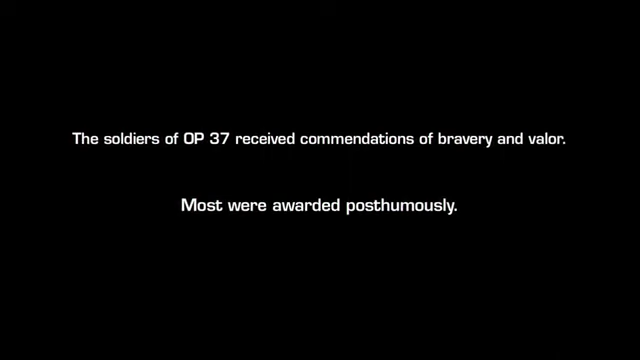 The soldiers of OP 37 received commendations of bravery and valor.
Most were awarded posthumously.